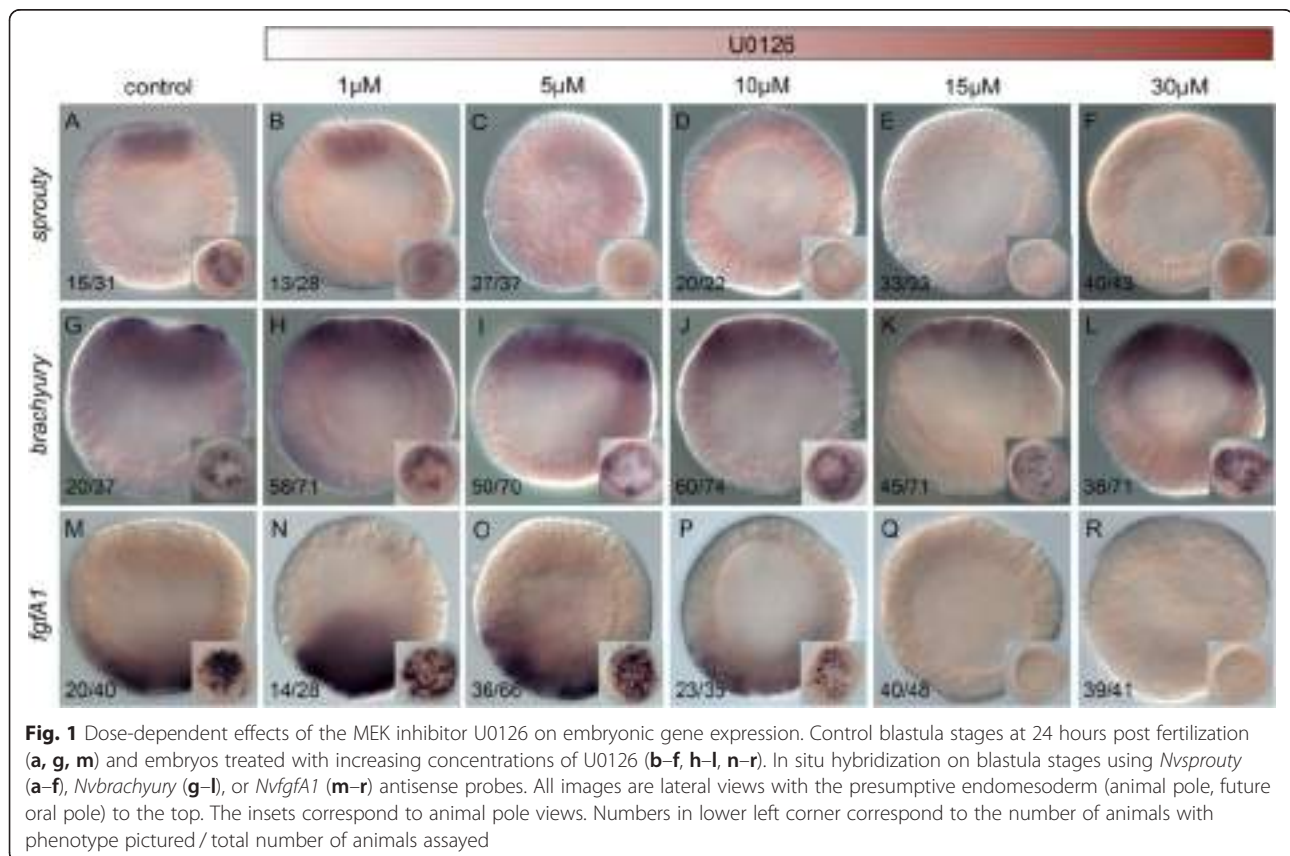 U0126
control 1µM 5µM 10µM 15µM 30µM
sprouty
A B C D E F
15/31 13/28 27/37 20/22 33/33 40/43
brachyury
G H I J K L
20/37 58/71 50/70 60/74 45/71 38/71
fgfA1
M N O P Q R
20/40 14/28 36/66 23/35 40/48 39/41
Fig. 1 Dose-dependent effects of the MEK inhibitor U0126 on embryonic gene expression. Control blastula stages at 24 hours post fertilization
(a, g, m) and embryos treated with increasing concentrations of U0126 (b–f, h–l, n–r). In situ hybridization on blastula stages using Nvsprouty
(a–f), Nvbrachyury (g–l), or NvfgfA1 (m–r) antisense probes. All images are lateral views with the presumptive endomesoderm (animal pole, future
oral pole) to the top. The insets correspond to animal pole views. Numbers in lower left corner correspond to the number of animals with
phenotype pictured / total number of animals assayed